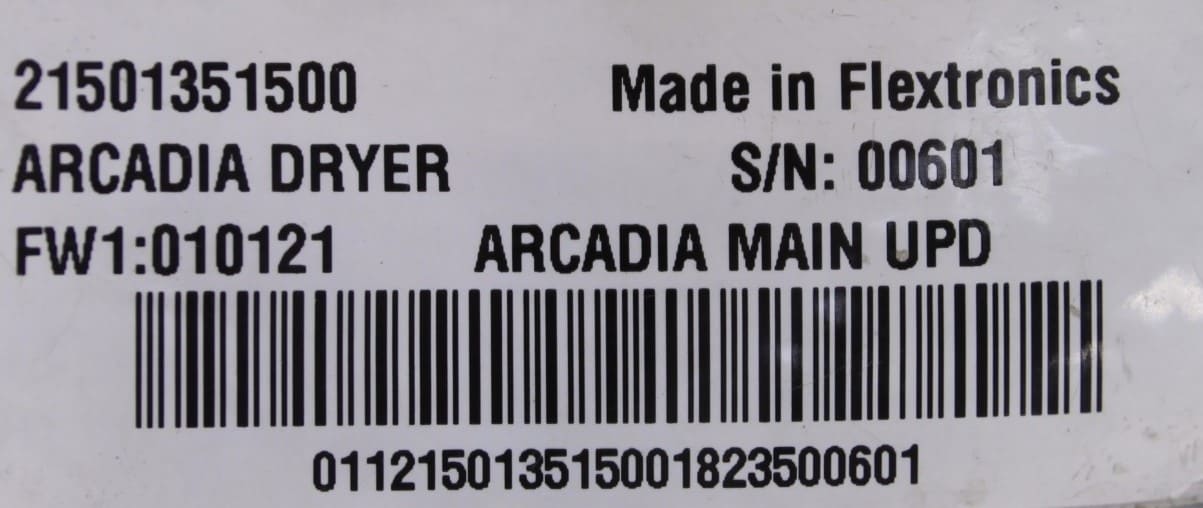 21501351500 Made in Flextronics
ARCADIA DRYER S/N: 00601
FW1:010121 ARCADIA MAIN UPD
011215013515001823500601